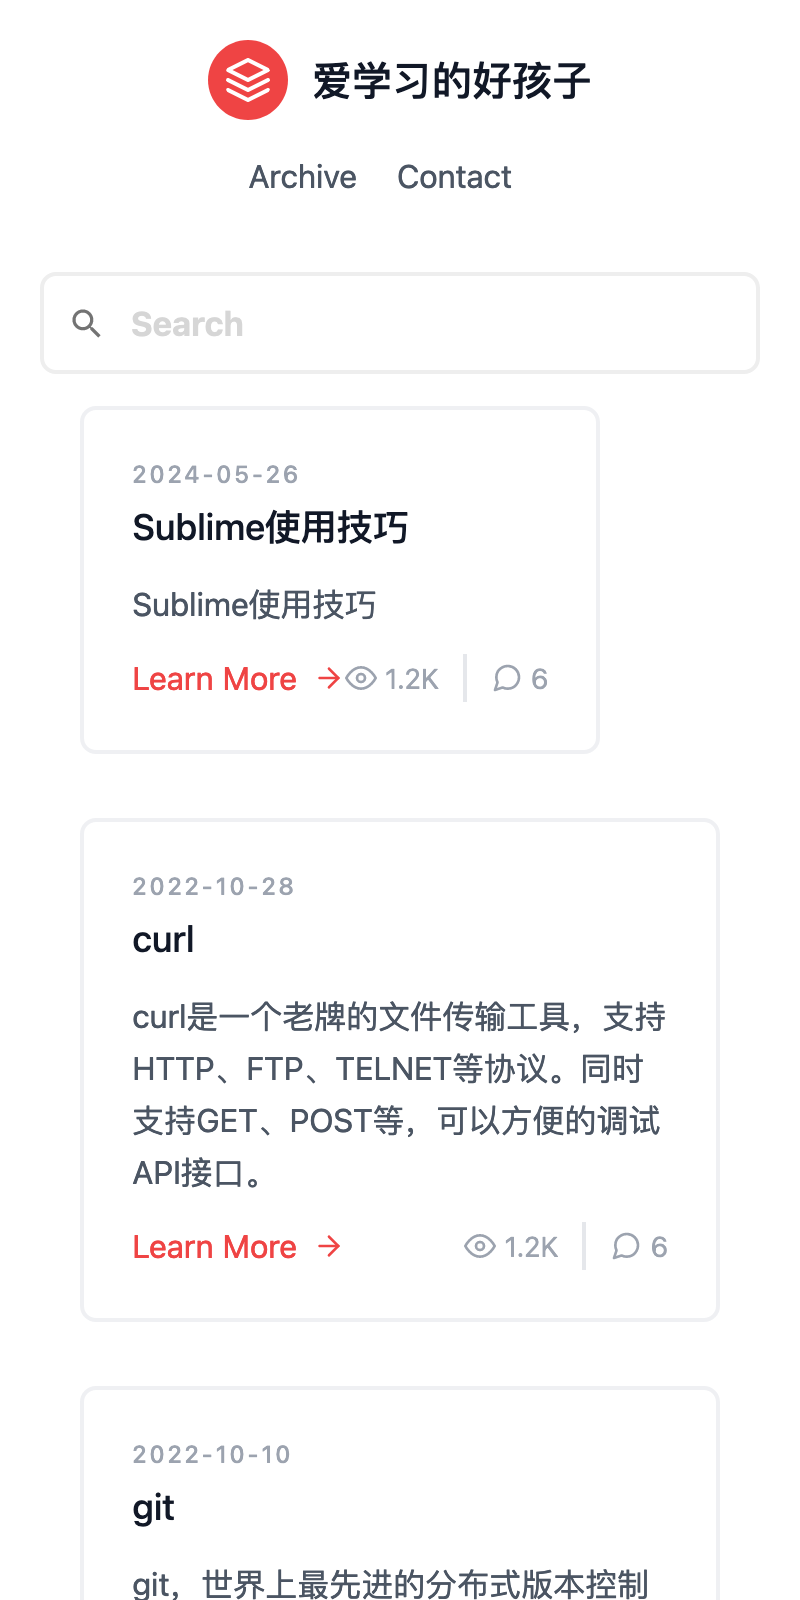 爱学习的好孩子
Archive Contact
Search
2024-05-26
Sublime使用技巧
Sublime使用技巧
Learn More → 1.2K 6
2022-10-28
curl
curl是一个老牌的文件传输工具，支持
HTTP、FTP、TELNET等协议。同时
支持GET、POST等，可以方便的调试
API接口。
Learn More → 1.2K 6
2022-10-10
git
git，世界上最先进的分布式版本控制